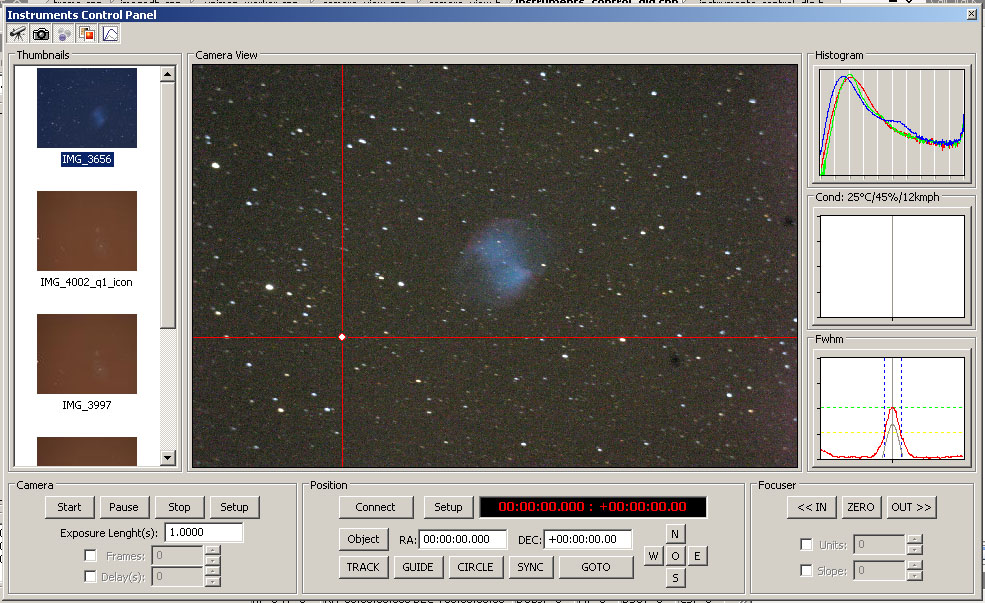 Instruments Control Panel
Thumbnails
IMG_3656
IMG_4002_q1_icon
IMG_3997
Camera View
Histogram
Cond: 25°C/45%/12kmph
Fwhm
Camera
Start Pause Stop Setup
Exposure Lenght(s): 1.0000
Frames: 0
Delay(s): 0
Position
Connect Setup 00:00:00.000 : +00:00:00.00
Object RA: 00:00:00.000 DEC: +00:00:00.00
TRACK GUIDE CIRCLE SYNC GOTO
N
W O E
S
Focuser
<< IN ZERO OUT >>
Units: 0
Slope: 0